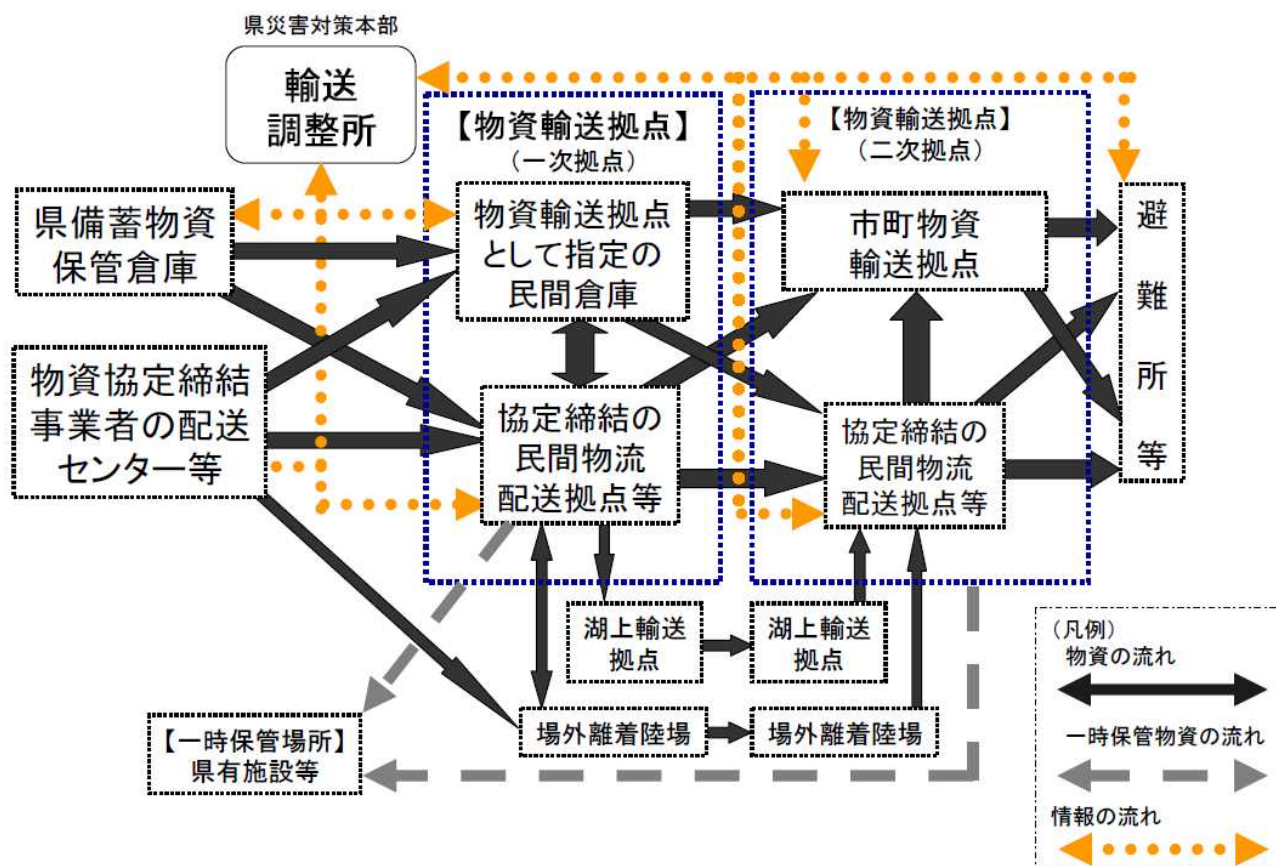 県災害対策本部
輸送
調整所
【物資輸送拠点】
（一次拠点）
【物資輸送拠点】
（二次拠点）
県備蓄物資
保管倉庫
物資輸送拠点
として指定の
民間倉庫
市町物資
輸送拠点
避
難
所
等
物資協定締結
事業者の配送
センター等
協定締結の
民間物流
配送拠点等
協定締結の
民間物流
配送拠点等
湖上輸送
拠点
湖上輸送
拠点
場外離着陸場
場外離着陸場
【一時保管場所】
県有施設等
（凡例）
物資の流れ
一時保管物資の流れ
情報の流れ